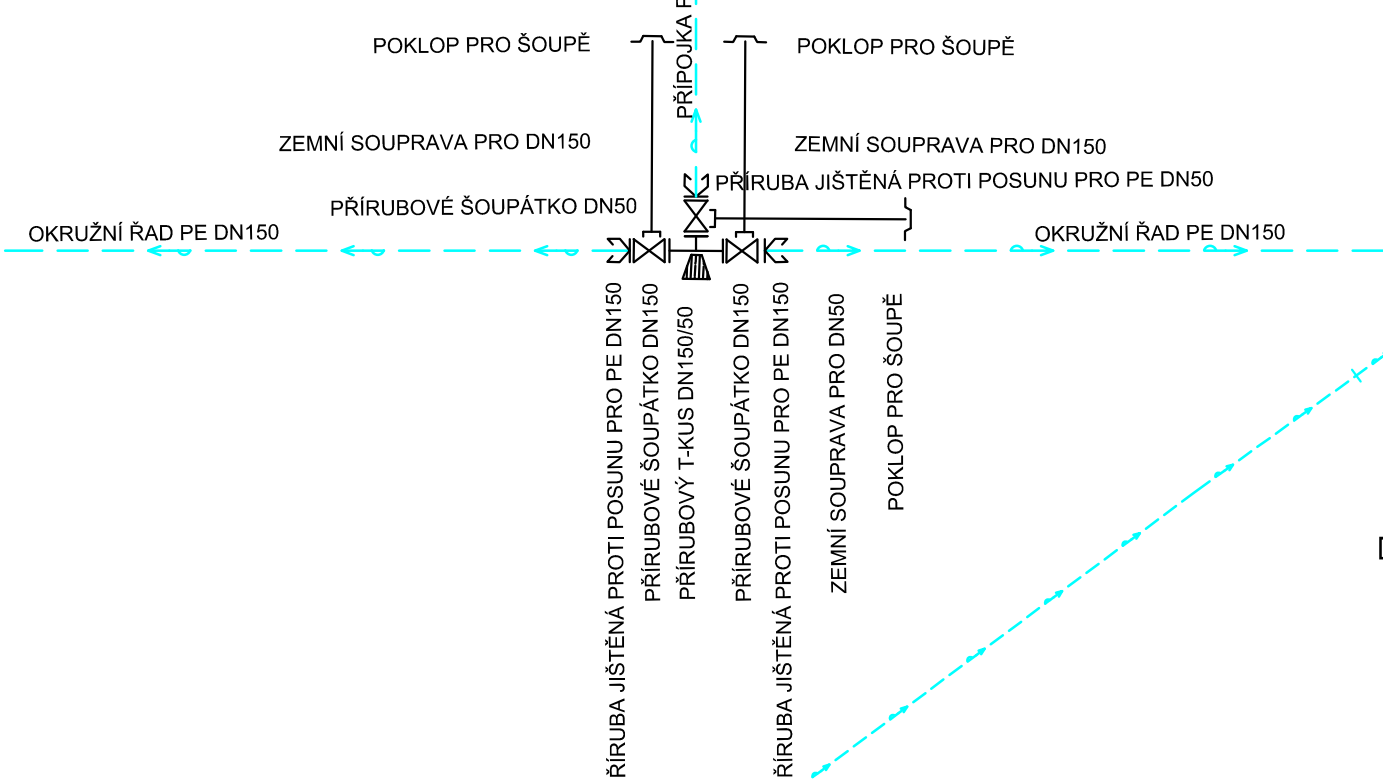 PŘÍPOJKA
POKLOP PRO ŠOUPĚ
POKLOP PRO ŠOUPĚ
ZEMNÍ SOUPRAVA PRO DN150
ZEMNÍ SOUPRAVA PRO DN150
PŘÍRUBA JIŠTĚNÁ PROTI POSUNU PRO PE DN50
PŘÍRUBOVÉ ŠOUPÁTKO DN50
OKRUŽNÍ ŘAD PE DN150
OKRUŽNÍ ŘAD PE DN150
ŘÍRUBA JIŠTĚNÁ PROTI POSUNU PRO PE DN150
PŘÍRUBOVÉ ŠOUPÁTKO DN150
PŘÍRUBOVÝ T-KUS DN150/50
PŘÍRUBOVÉ ŠOUPÁTKO DN150
ŘÍRUBA JIŠTĚNÁ PROTI POSUNU PRO PE DN150
ZEMNÍ SOUPRAVA PRO DN50
POKLOP PRO ŠOUPĚ